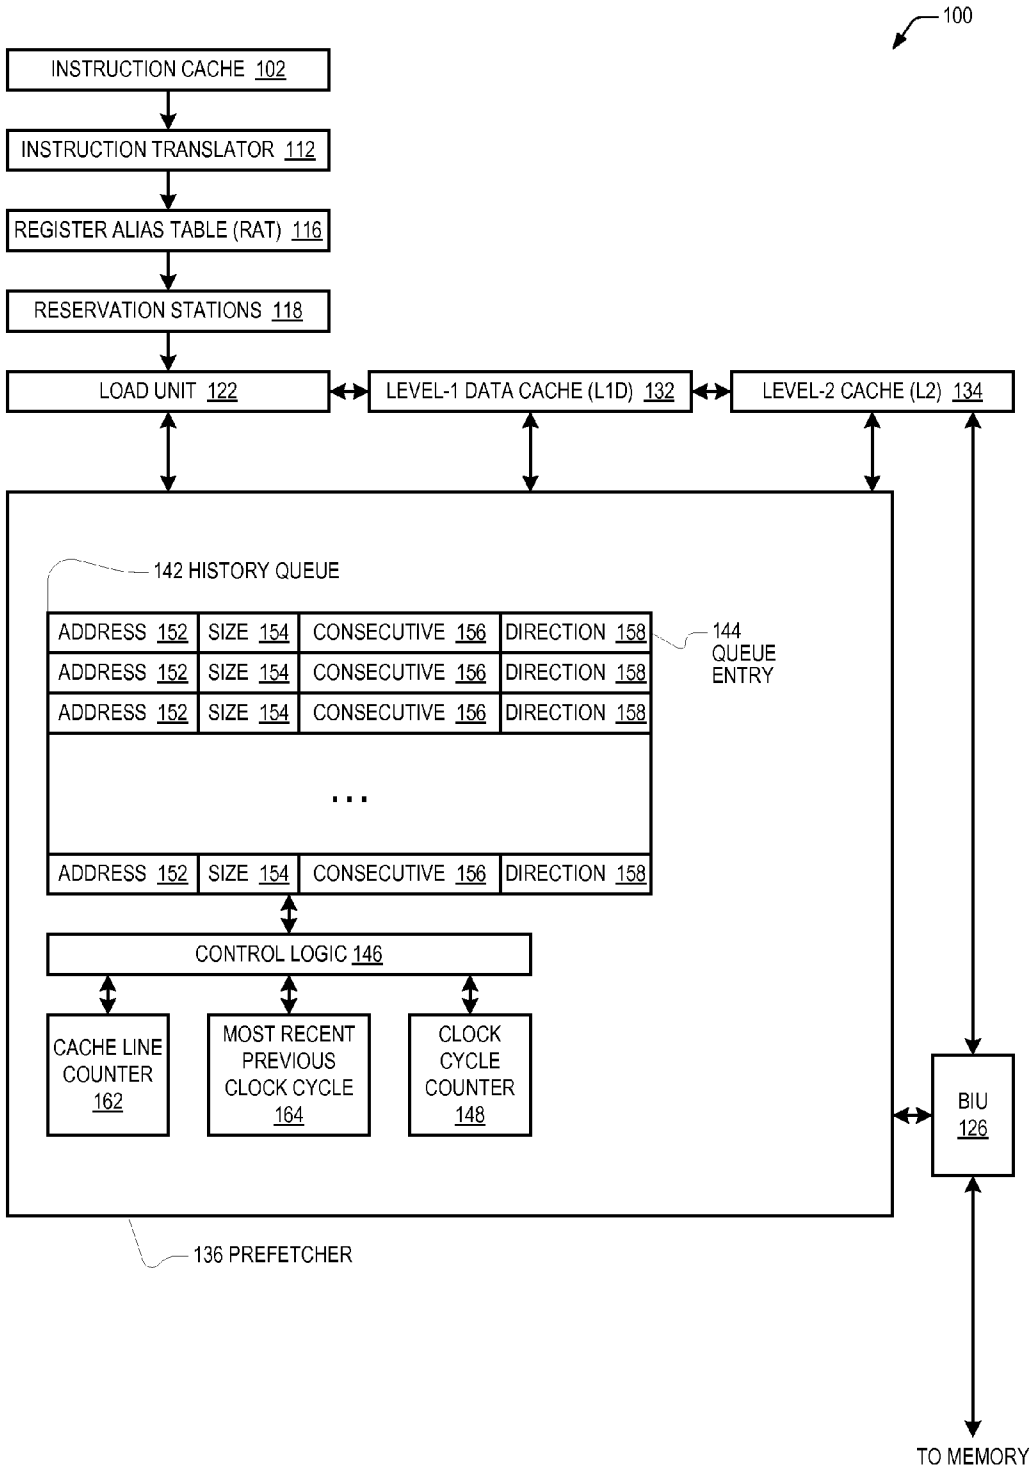 100
INSTRUCTION CACHE 102
INSTRUCTION TRANSLATOR 112
REGISTER ALIAS TABLE (RAT) 116
RESERVATION STATIONS 118
LOAD UNIT 122
LEVEL-1 DATA CACHE (L1D) 132
LEVEL-2 CACHE (L2) 134
142 HISTORY QUEUE
ADDRESS 152 SIZE 154 CONSECUTIVE 156 DIRECTION 158
ADDRESS 152 SIZE 154 CONSECUTIVE 156 DIRECTION 158
ADDRESS 152 SIZE 154 CONSECUTIVE 156 DIRECTION 158
...
ADDRESS 152 SIZE 154 CONSECUTIVE 156 DIRECTION 158
144
QUEUE
ENTRY
CONTROL LOGIC 146
CACHE LINE
COUNTER
162
MOST RECENT
PREVIOUS
CLOCK CYCLE
164
CLOCK
CYCLE
COUNTER
148
BIU
126
136 PREFETCHER
TO MEMORY